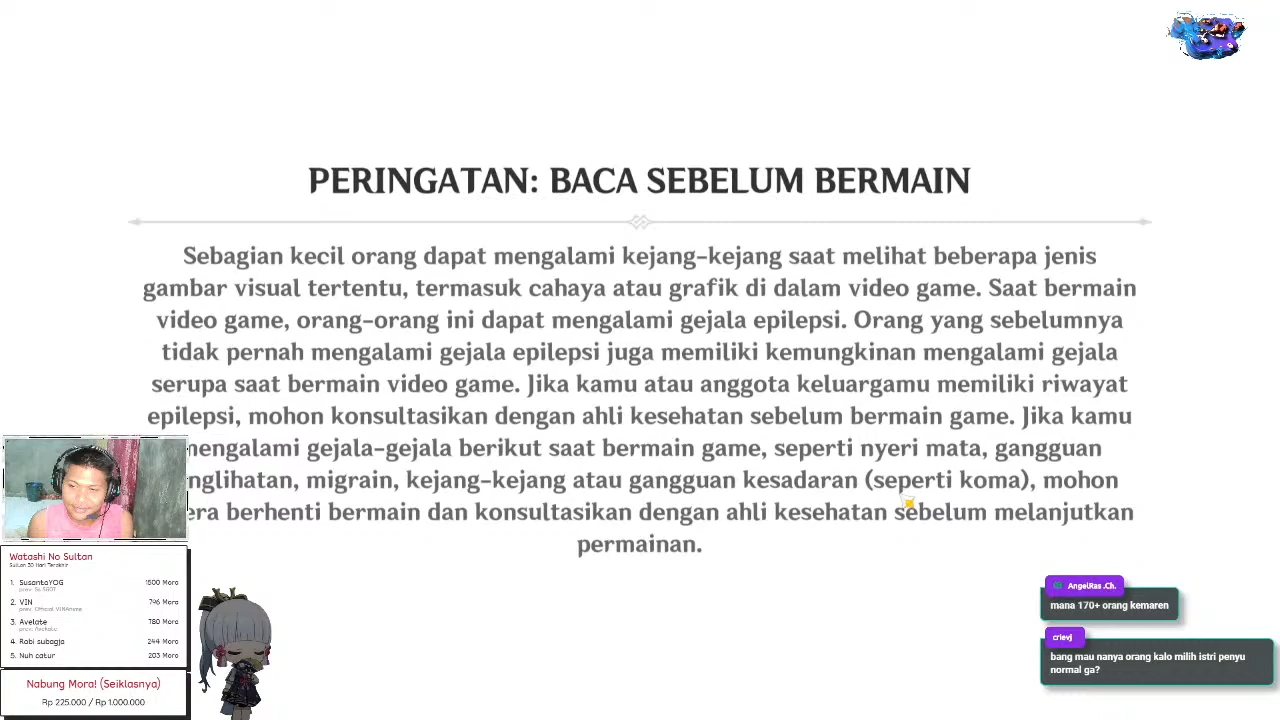 PERINGATAN: BACA SEBELUM BERMAIN
Sebagian kecil orang dapat mengalami kejang-kejang saat melihat beberapa jenis
gambar visual tertentu, termasuk cahaya atau grafik di dalam video game. Saat bermain
video game, orang-orang ini dapat mengalami gejala epilepsi. Orang yang sebelumnya
tidak pernah mengalami gejala epilepsi juga memiliki kemungkinan mengalami gejala
serupa saat bermain video game. Jika kamu atau anggota keluargamu memiliki riwayat
epilepsi, mohon konsultasikan dengan ahli kesehatan sebelum bermain game. Jika kamu
mengalami gejala-gejala berikut saat bermain game, seperti nyeri mata, gangguan
nglihatan, migrain, kejang-kejang atau gangguan kesadaran (seperti koma), mohon
era berhenti bermain dan konsultasikan dengan ahli kesehatan sebelum melanjutkan
permainan.
Watashi No Sultan
Sultan 30 Hari Terakhir
1. SusantoYOG 1500 Mora
2. VIN 796 Mora
3. Avelate 780 Mora
prev: Avekato
4. Robi subagja 244 Mora
5. Nuh catur 203 Mora
Nabung Mora! (Seiklasnya)
Rp 225.000 / Rp 1.000.000
AngelRas .Ch.
mana 170+ orang kemaren
crievj
bang mau nanya orang kalo milih istri penyu
normal ga?